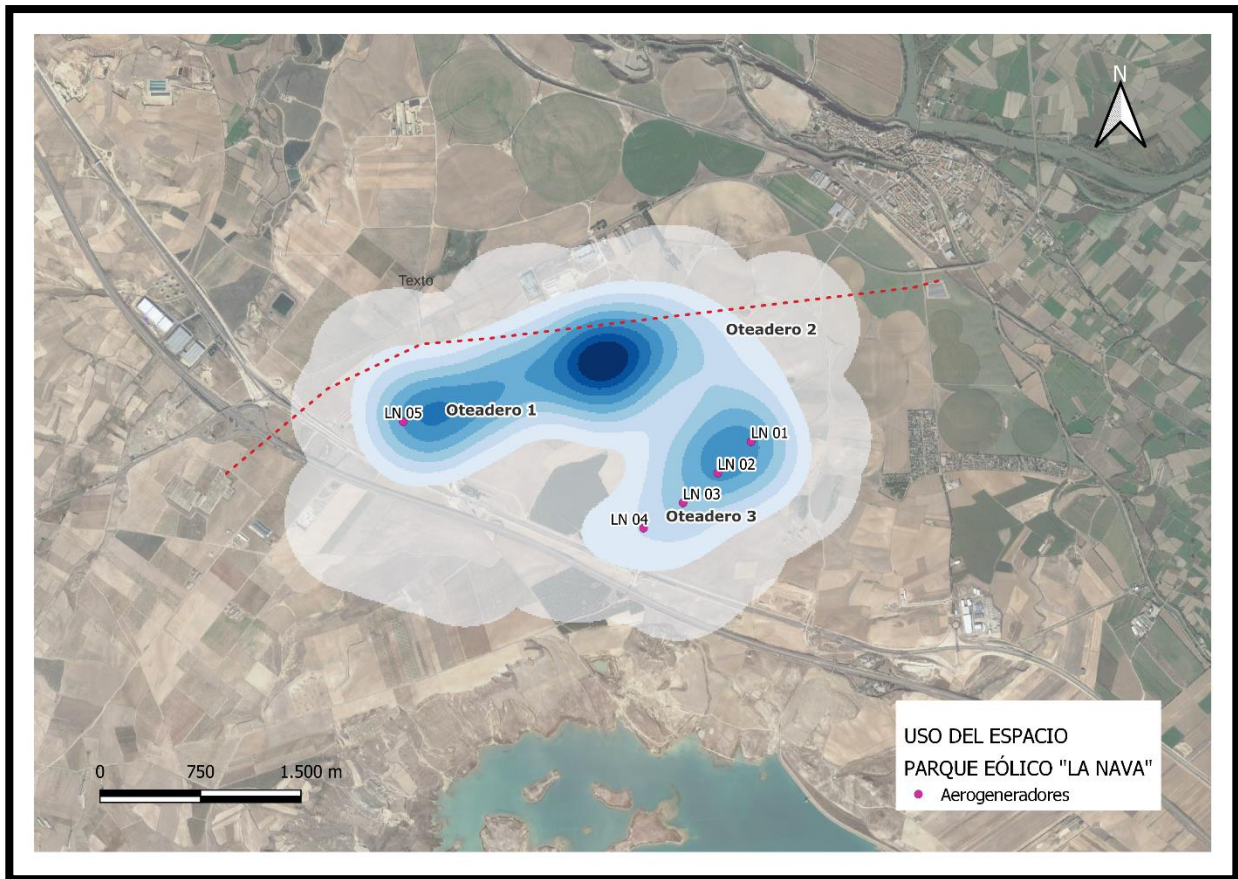 N
Texto
Oteadero 2
LN 05
Oteadero 1
LN 01
LN 02
LN 03
Oteadero 3
LN 04
USO DEL ESPACIO
PARQUE EÓLICO "LA NAVA"
Aerogeneradores
0 750 1.500 m